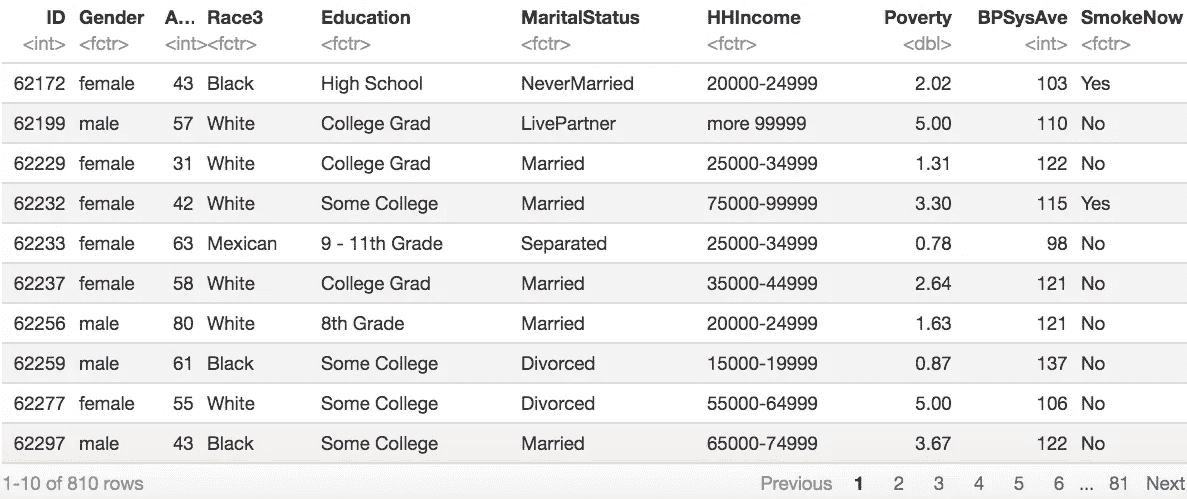 ID Gender A... Race3 Education MaritalStatus HHIncome Poverty BPSysAve SmokeNow
<int> <fctr> <int> <fctr> <fctr> <fctr> <fctr> <dbl> <int> <fctr>
62172 female 43 Black High School NeverMarried 20000-24999 2.02 103 Yes
62199 male 57 White College Grad LivePartner more 99999 5.00 110 No
62229 female 31 White College Grad Married 25000-34999 1.31 122 No
62232 female 42 White Some College Married 75000-99999 3.30 115 Yes
62233 female 63 Mexican 9 - 11th Grade Separated 25000-34999 0.78 98 No
62237 female 58 White College Grad Married 35000-44999 2.64 121 No
62256 male 80 White 8th Grade Married 20000-24999 1.63 121 No
62259 male 61 Black Some College Divorced 15000-19999 0.87 137 No
62277 female 55 White Some College Divorced 55000-64999 5.00 106 No
62297 male 43 Black Some College Married 65000-74999 3.67 122 No
1-10 of 810 rows Previous 1 2 3 4 5 6 ... 81 Next